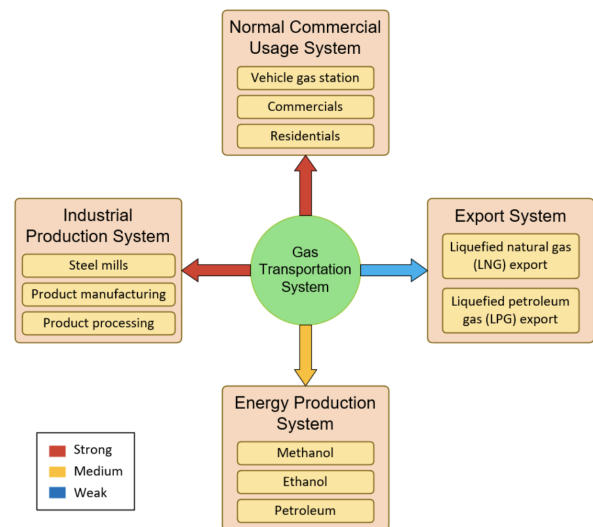 Normal Commercial
Usage System
Vehicle gas station
Commercials
Residentials
Industrial
Production System
Steel mills
Product manufacturing
Product processing
Gas
Transportation
System
Export System
Liquefied natural gas
(LNG) export
Liquefied petroleum
gas (LPG) export
Energy Production
System
Methanol
Ethanol
Petroleum
Strong
Medium
Weak